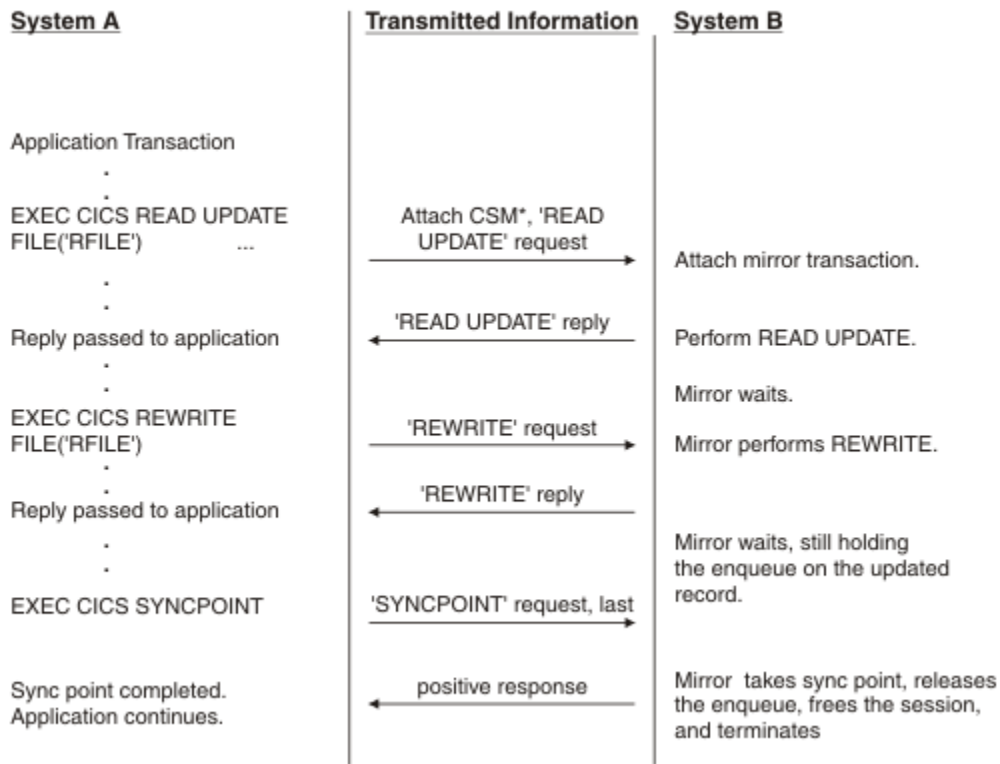 System A
Transmitted Information
System B
Application Transaction
.
.
EXEC CICS READ UPDATE
FILE('RFILE') ...
Attach CSM*, 'READ
UPDATE' request
Attach mirror transaction.
.
.
Reply passed to application
'READ UPDATE' reply
Perform READ UPDATE.
.
.
Mirror waits.
EXEC CICS REWRITE
FILE('RFILE')
'REWRITE' request
Mirror performs REWRITE.
.
.
Reply passed to application
'REWRITE' reply
.
.
Mirror waits, still holding
the enqueue on the updated
record.
EXEC CICS SYNCPOINT
'SYNCPOINT' request, last
Sync point completed.
Application continues.
positive response
Mirror takes sync point, releases
the enqueue, frees the session,
and terminates